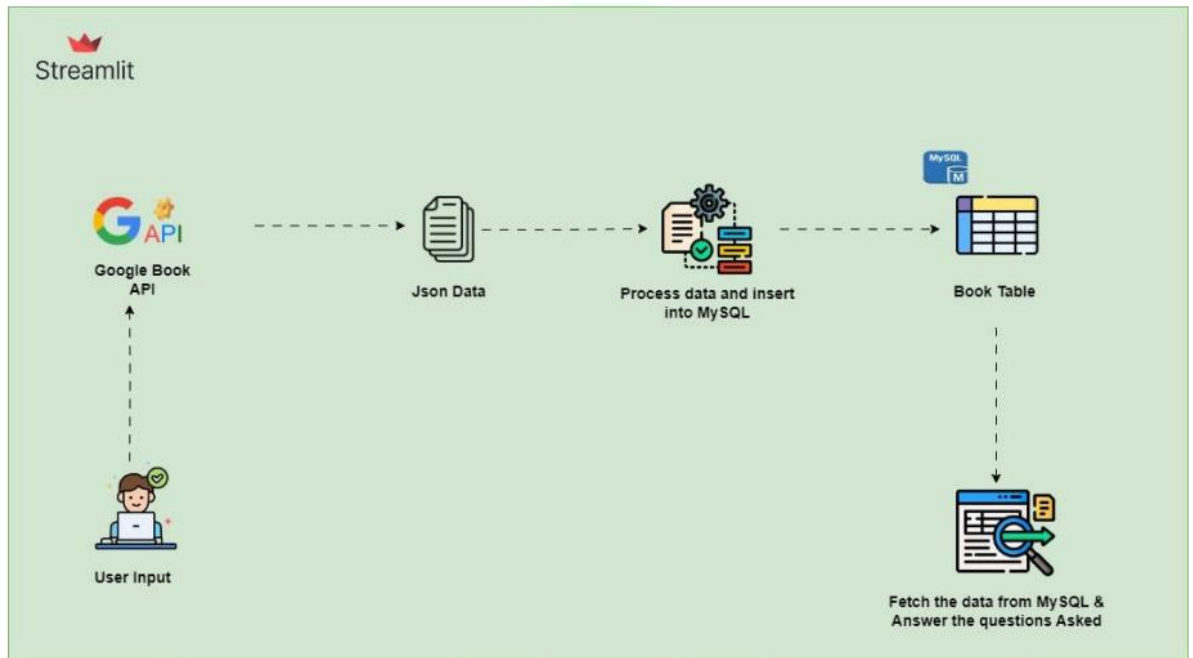 Streamlit
MySQL
M
G API
Google Book
API
Json Data
Process data and insert
into MySQL
Book Table
User Input
Fetch the data from MySQL &
Answer the questions Asked